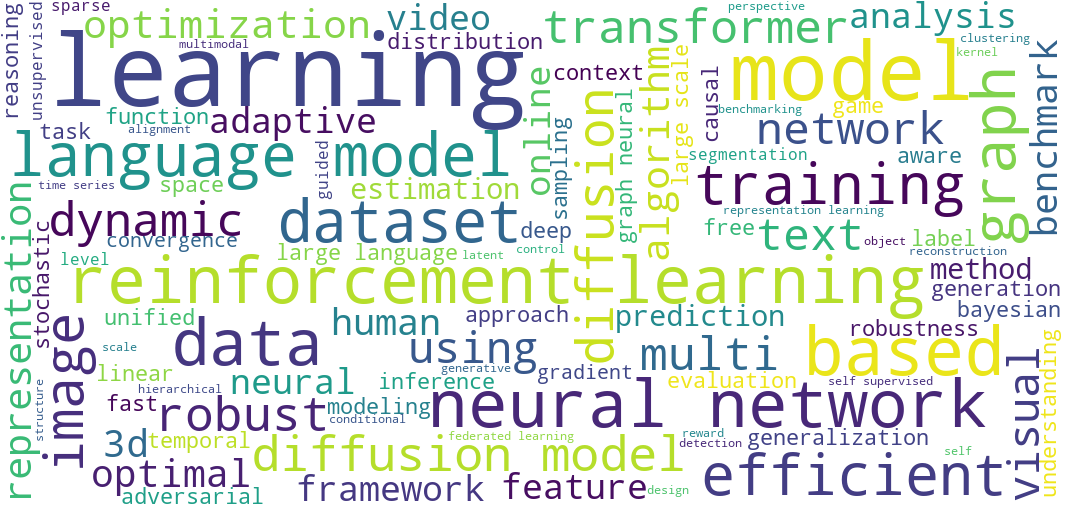 sparse
reasoning
unsupervised
optimization
multimodal
video
distribution
learning
transformer
perspective
analysis
clustering
kernel
model
benchmark
graph
context
online
algorithm
large scale
causal
benchmarking
game
network
function
alignment
adaptive
task
language model
guided
sampling
diffusion
graph neural
segmentation
aware
training
time series
space
estimation
representation learning
dynamic
dataset
deep
free
text
object
label
reconstruction
representation
stochastic
convergence
level
large language
latent
control
reinforcement learning
method
generation
bayesian
unified
human
approach
prediction
robustness
image
scale
data
using
multi
based
linear
neural
inference
generative
gradient
evaluation
self supervised
visual
understanding
structure
hierarchical
fast
robust
modeling
conditional
neural network
3d
temporal
diffusion model
federated learning
reward
detection
generalization
self
optimal
adversarial
framework
feature
design
efficient